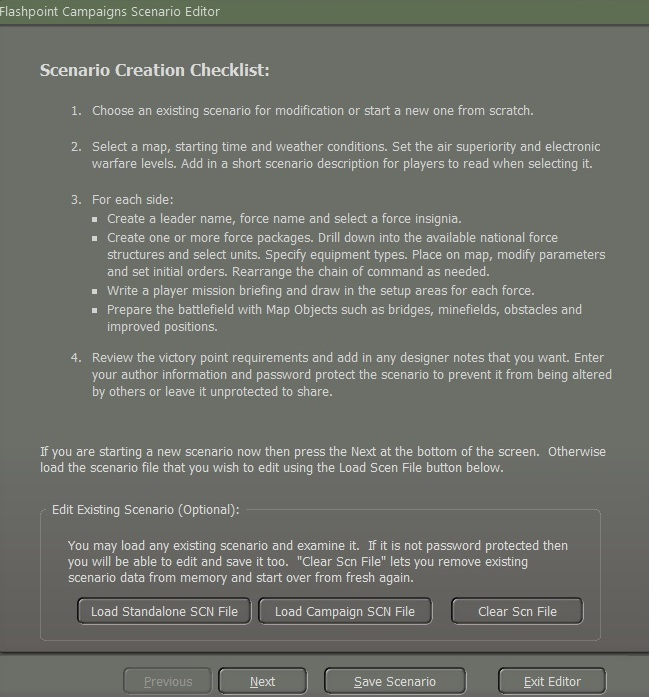 Flashpoint Campaigns Scenario Editor
Scenario Creation Checklist:
1. Choose an existing scenario for modification or start a new one from scratch.
2. Select a map, starting time and weather conditions. Set the air superiority and electronic
warfare levels. Add in a short scenario description for players to read when selecting it.
3. For each side:
▪ Create a leader name, force name and select a force insignia.
▪ Create one or more force packages. Drill down into the available national force
structures and select units. Specify equipment types. Place on map, modify parameters
and set initial orders. Rearrange the chain of command as needed.
▪ Write a player mission briefing and draw in the setup areas for each force.
▪ Prepare the battlefield with Map Objects such as bridges, minefields, obstacles and
improved positions.
4. Review the victory point requirements and add in any designer notes that you want. Enter
your author information and password protect the scenario to prevent it from being altered
by others or leave it unprotected to share.
If you are starting a new scenario now then press the Next at the bottom of the screen. Otherwise
load the scenario file that you wish to edit using the Load Scen File button below.
Edit Existing Scenario (Optional):
You may load any existing scenario and examine it. If it is not password protected then
you will be able to edit and save it too. "Clear Scn File" lets you remove existing
scenario data from memory and start over from fresh again.
Load Standalone SCN File Load Campaign SCN File Clear Scn File
Previous Next Save Scenario Exit Editor